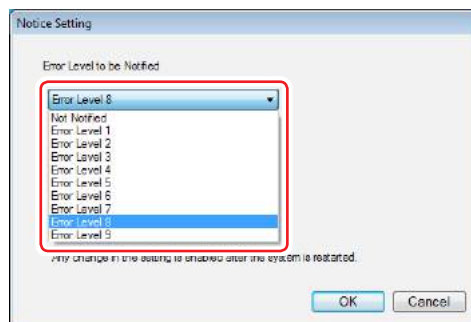 Notice Setting
Error Level to be Notified
Error Level 8
Not Notified
Error Level 1
Error Level 2
Error Level 3
Error Level 4
Error Level 5
Error Level 6
Error Level 7
Error Level 8
Error Level 9
Any change in the setting is enabled after the system is restarted.
OK Cancel